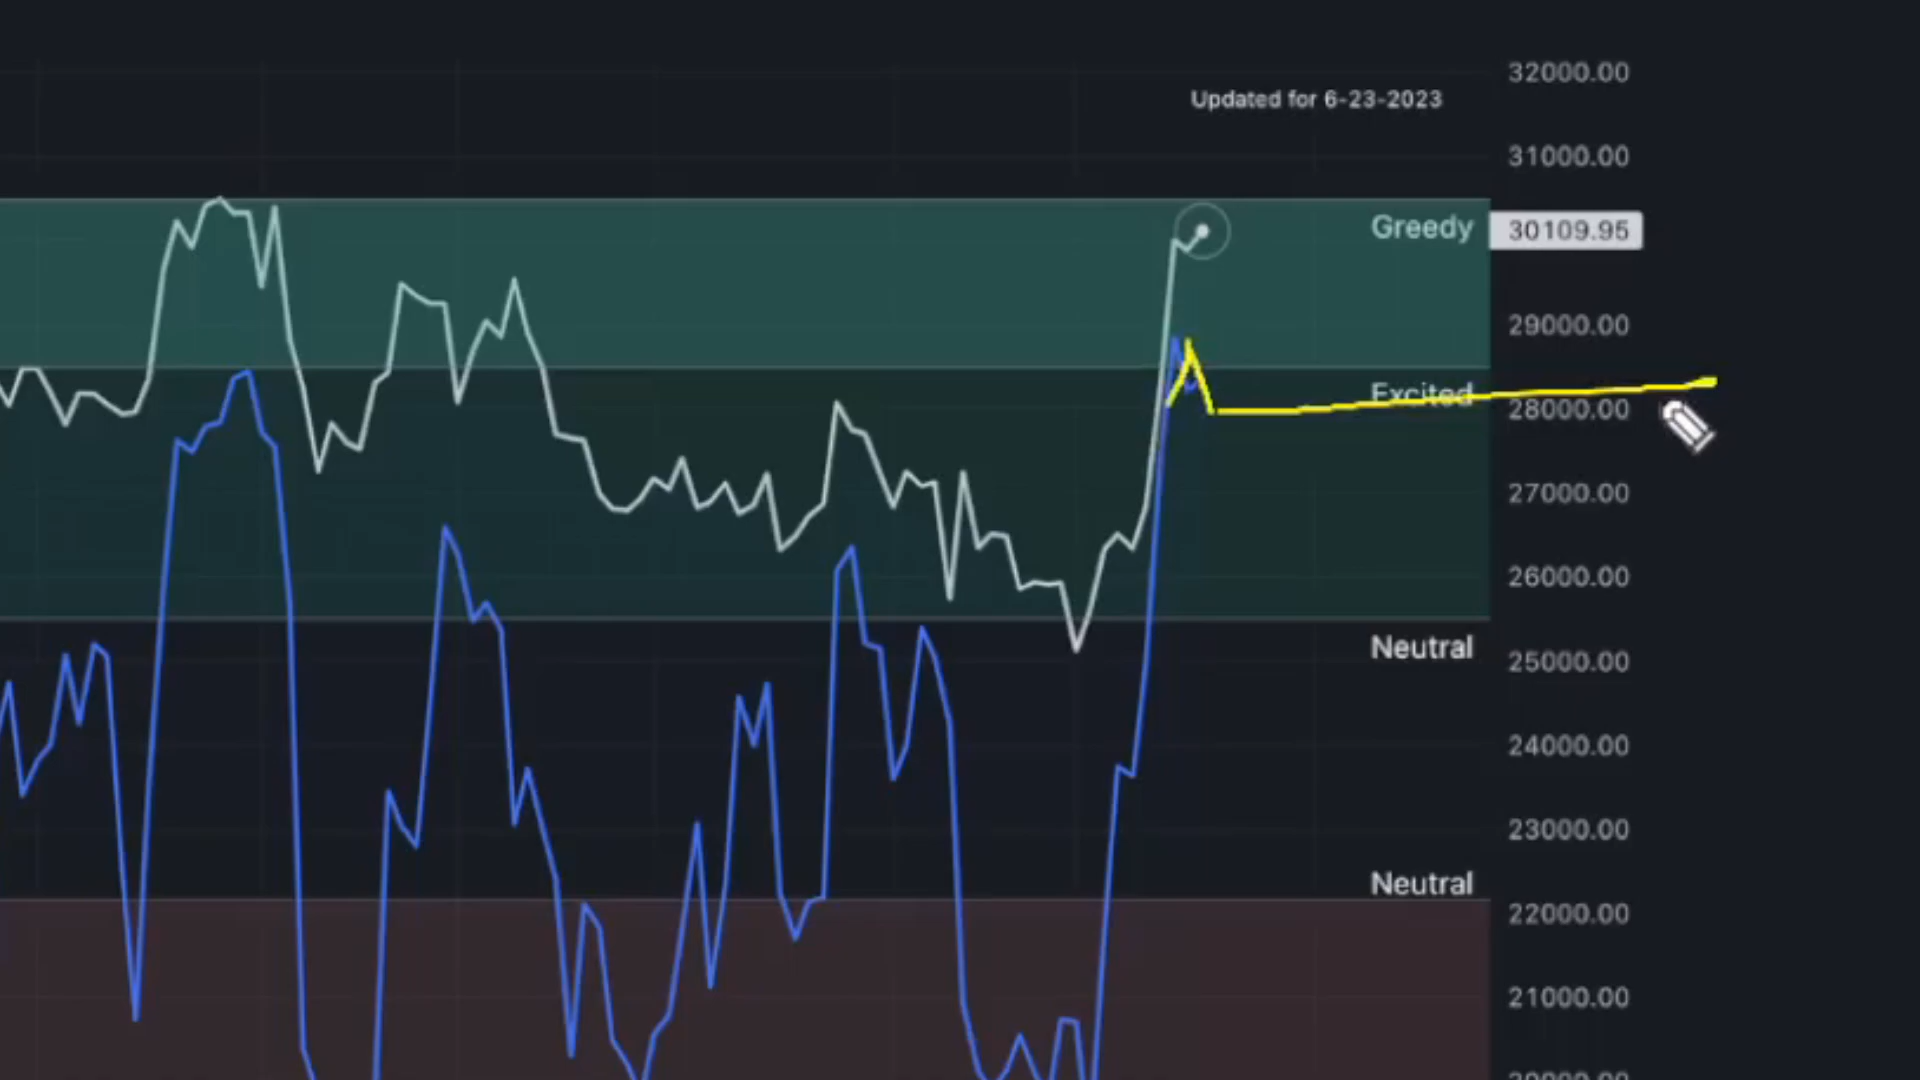 32000.00
Updated for 6-23-2023
31000.00
Greedy
30109.95
29000.00
Excited
28000.00
27000.00
26000.00
Neutral
25000.00
24000.00
23000.00
Neutral
22000.00
21000.00